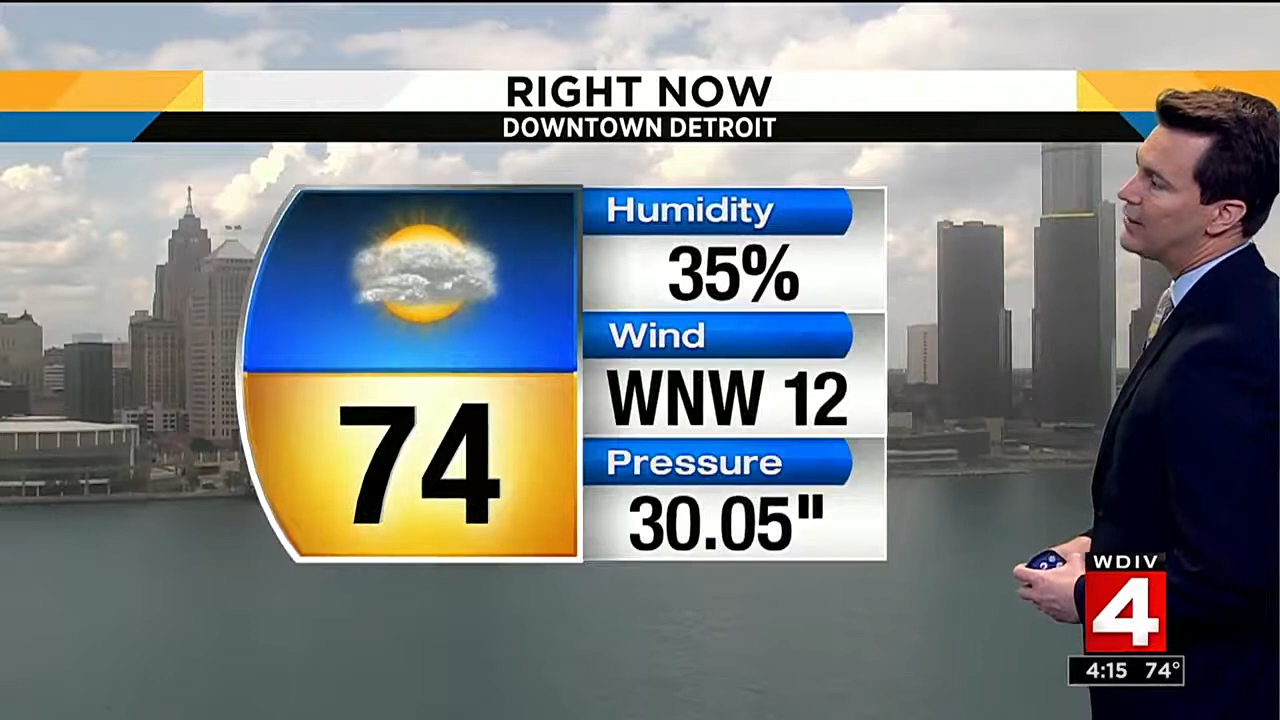 RIGHT NOW
DOWNTOWN DETROIT
Humidity
35%
Wind
WNW 12
74
Pressure
30.05"
WDIV
4
4:15 74°